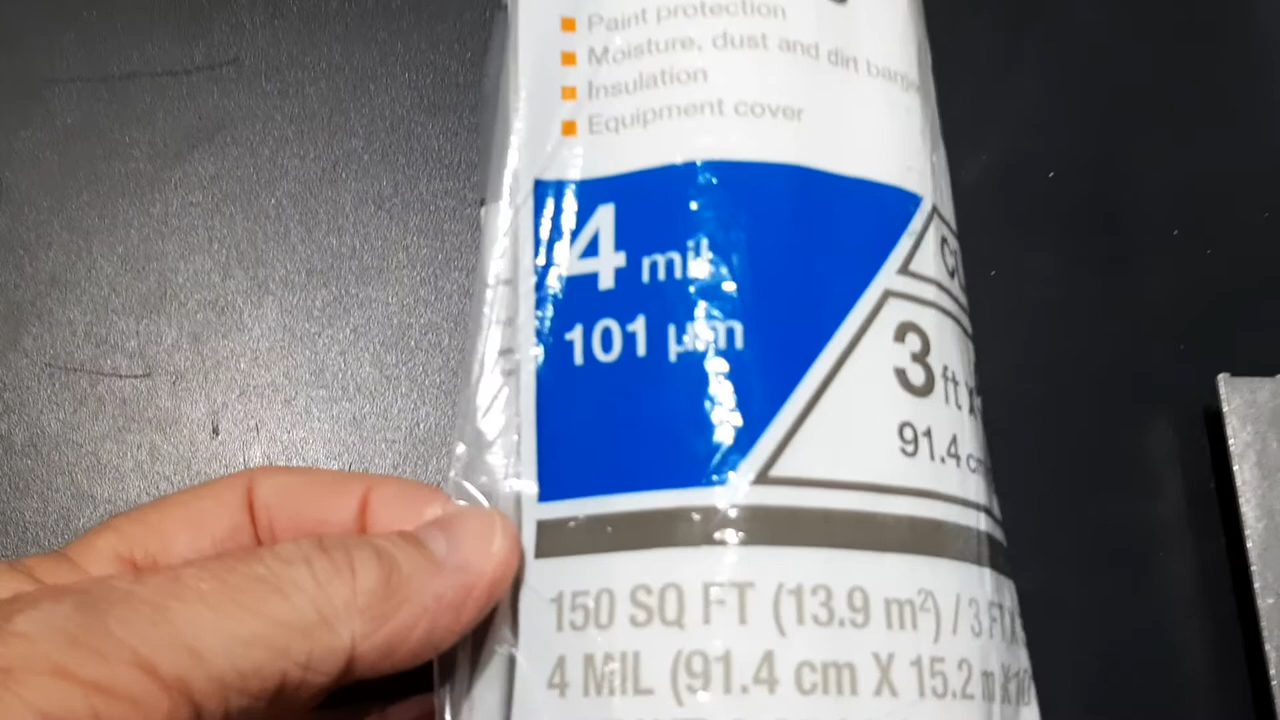 Paint protection
Moisture, dust and dirt barrier
Insulation
Equipment cover
4 mil
101 µm
3 ft x
91.4 cm
150 SQ FT (13.9 m²) / 3 FT X
4 MIL (91.4 cm X 15.2 m X 10